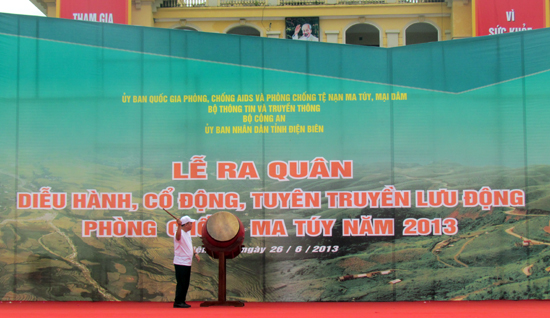 THAM GIA
VÌ
SỨC KHỎE
ỦY BAN QUỐC GIA PHÒNG, CHỐNG AIDS VÀ PHÒNG CHỐNG TỆ NẠN MA TÚY, MẠI DÂM
BỘ THÔNG TIN VÀ TRUYỀN THÔNG
BỘ CÔNG AN
ỦY BAN NHÂN DÂN TỈNH ĐIỆN BIÊN
LỄ RA QUÂN
DIỄU HÀNH, CỔ ĐỘNG, TUYÊN TRUYỀN LƯU ĐỘNG
PHÒNG MA TÚY NĂM 2013
26 / 6 / 2013